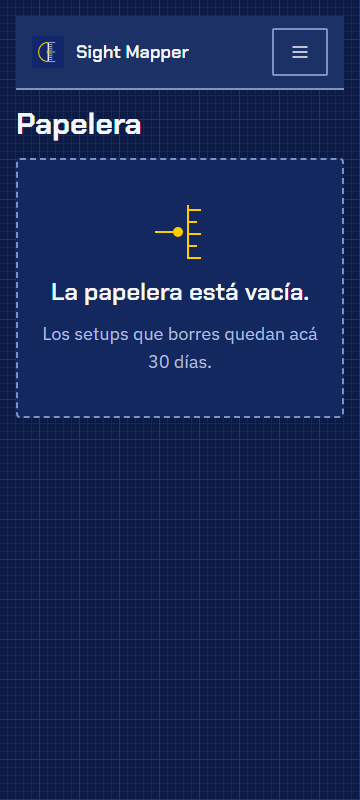 Sight Mapper
Papelera
La papelera está vacía.
Los setups que borres quedan acá
30 días.